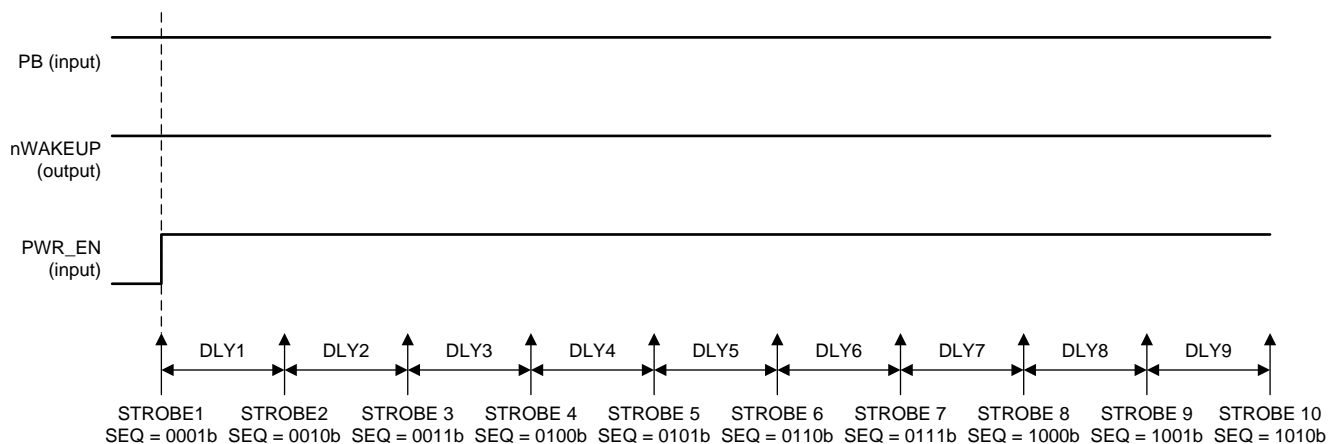 PB (input)
nWAKEUP
(output)
PWR_EN
(input)
DLY1 DLY2 DLY3 DLY4 DLY5 DLY6 DLY7 DLY8 DLY9
STROBE1 STROBE2 STROBE 3 STROBE 4 STROBE 5 STROBE 6 STROBE 7 STROBE 8 STROBE 9 STROBE 10
SEQ = 0001b SEQ = 0010b SEQ = 0011b SEQ = 0100b SEQ = 0101b SEQ = 0110b SEQ = 0111b SEQ = 1000b SEQ = 1001b SEQ = 1010b